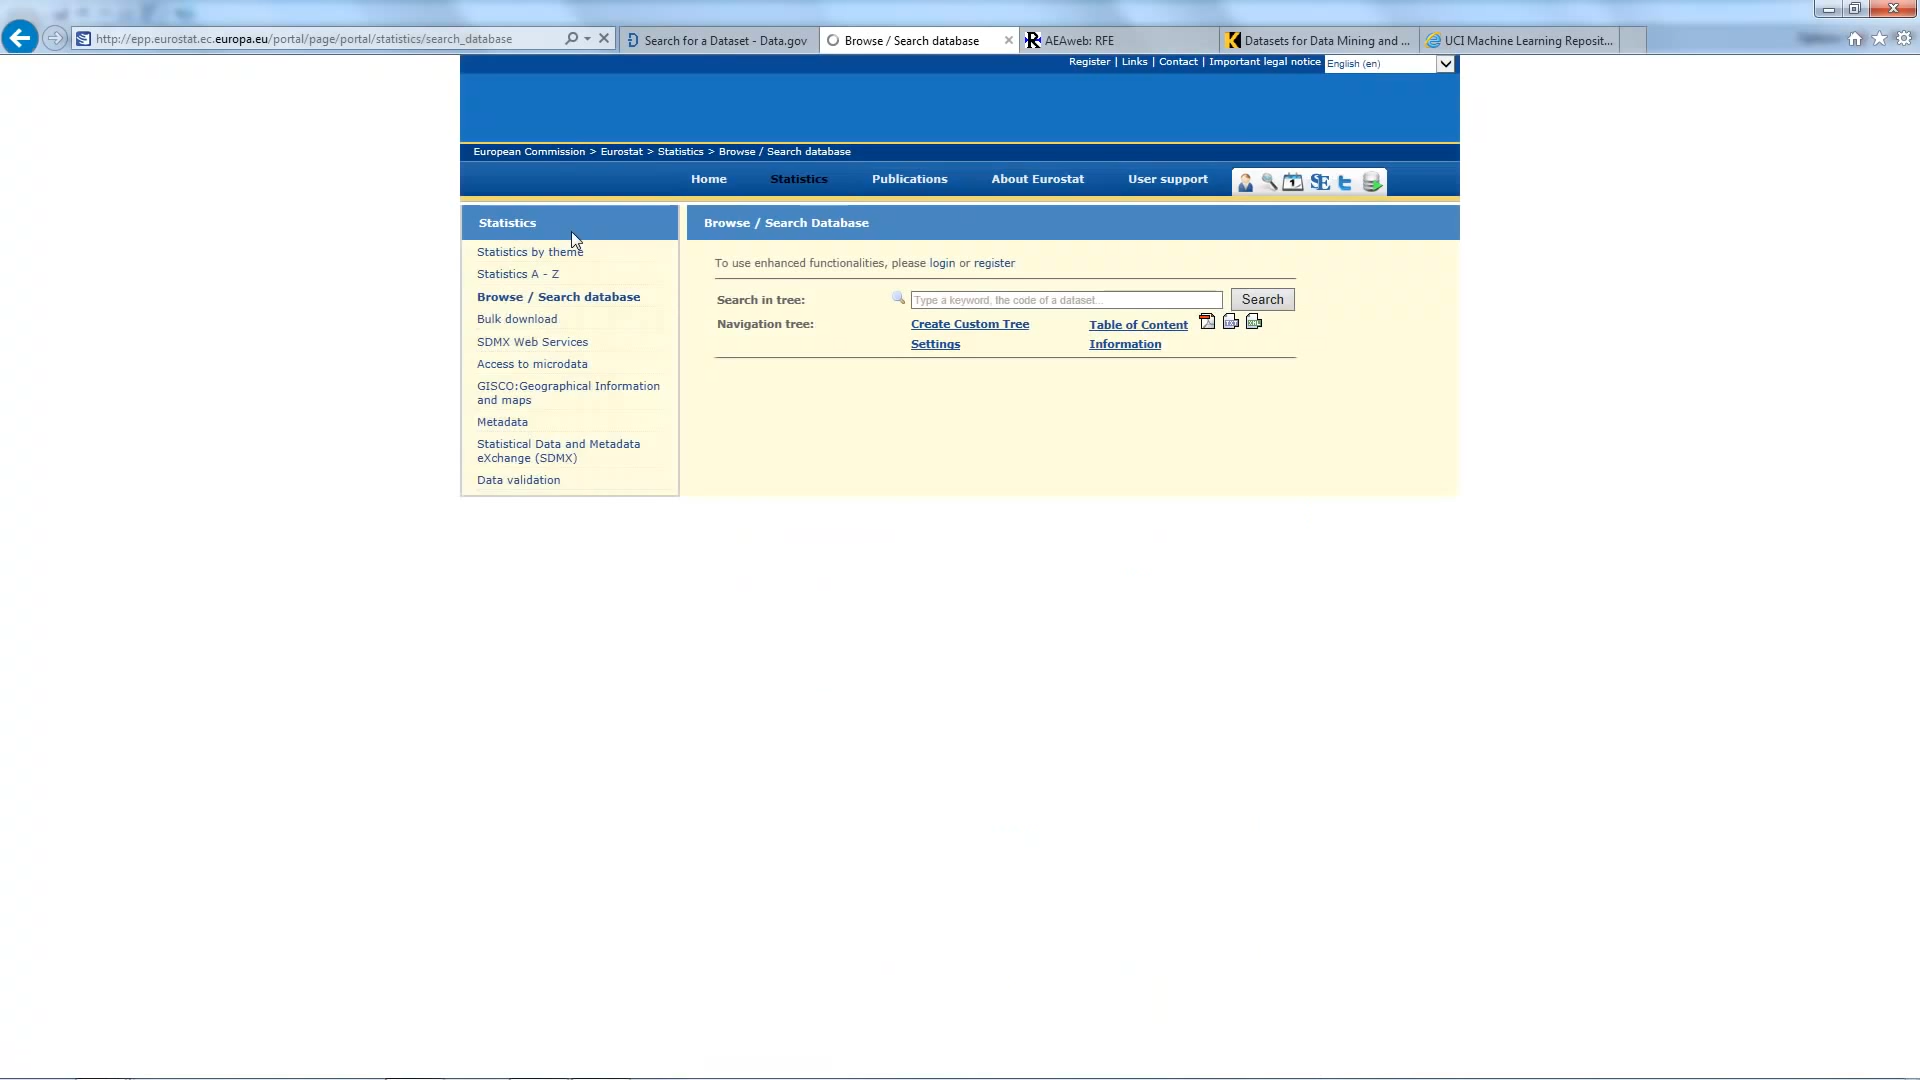 http://epp.eurostat.ec.europa.eu/portal/page/portal/statistics/search_database
Search for a Dataset - Data.gov
Browse / Search database
AEAweb: RFE
Datasets for Data Mining and ...
UCI Machine Learning Reposit...
Register | Links | Contact | Important legal notice
English (en)
European Commission > Eurostat > Statistics > Browse / Search database
Home
Statistics
Publications
About Eurostat
User support
Statistics
Statistics by theme
Statistics A - Z
Browse / Search database
Bulk download
SDMX Web Services
Access to microdata
GISCO:Geographical Information
and maps
Metadata
Statistical Data and Metadata
eXchange (SDMX)
Data validation
Browse / Search Database
To use enhanced functionalities, please login or register
Search in tree:
Type a keyword, the code of a dataset...
Search
Navigation tree:
Create Custom Tree
Table of Content
Settings
Information